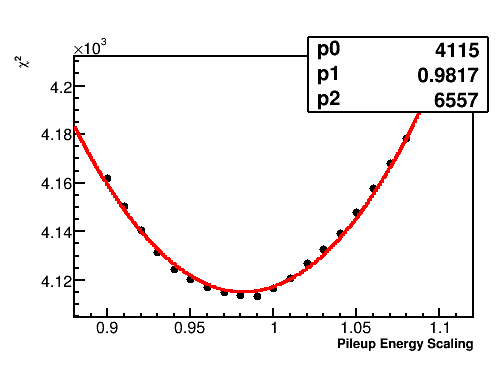 ×10³
χ²
p0 4115
p1 0.9817
p2 6557
4.2
4.18
4.16
4.14
4.12
0.9 0.95 1 1.05 1.1
Pileup Energy Scaling